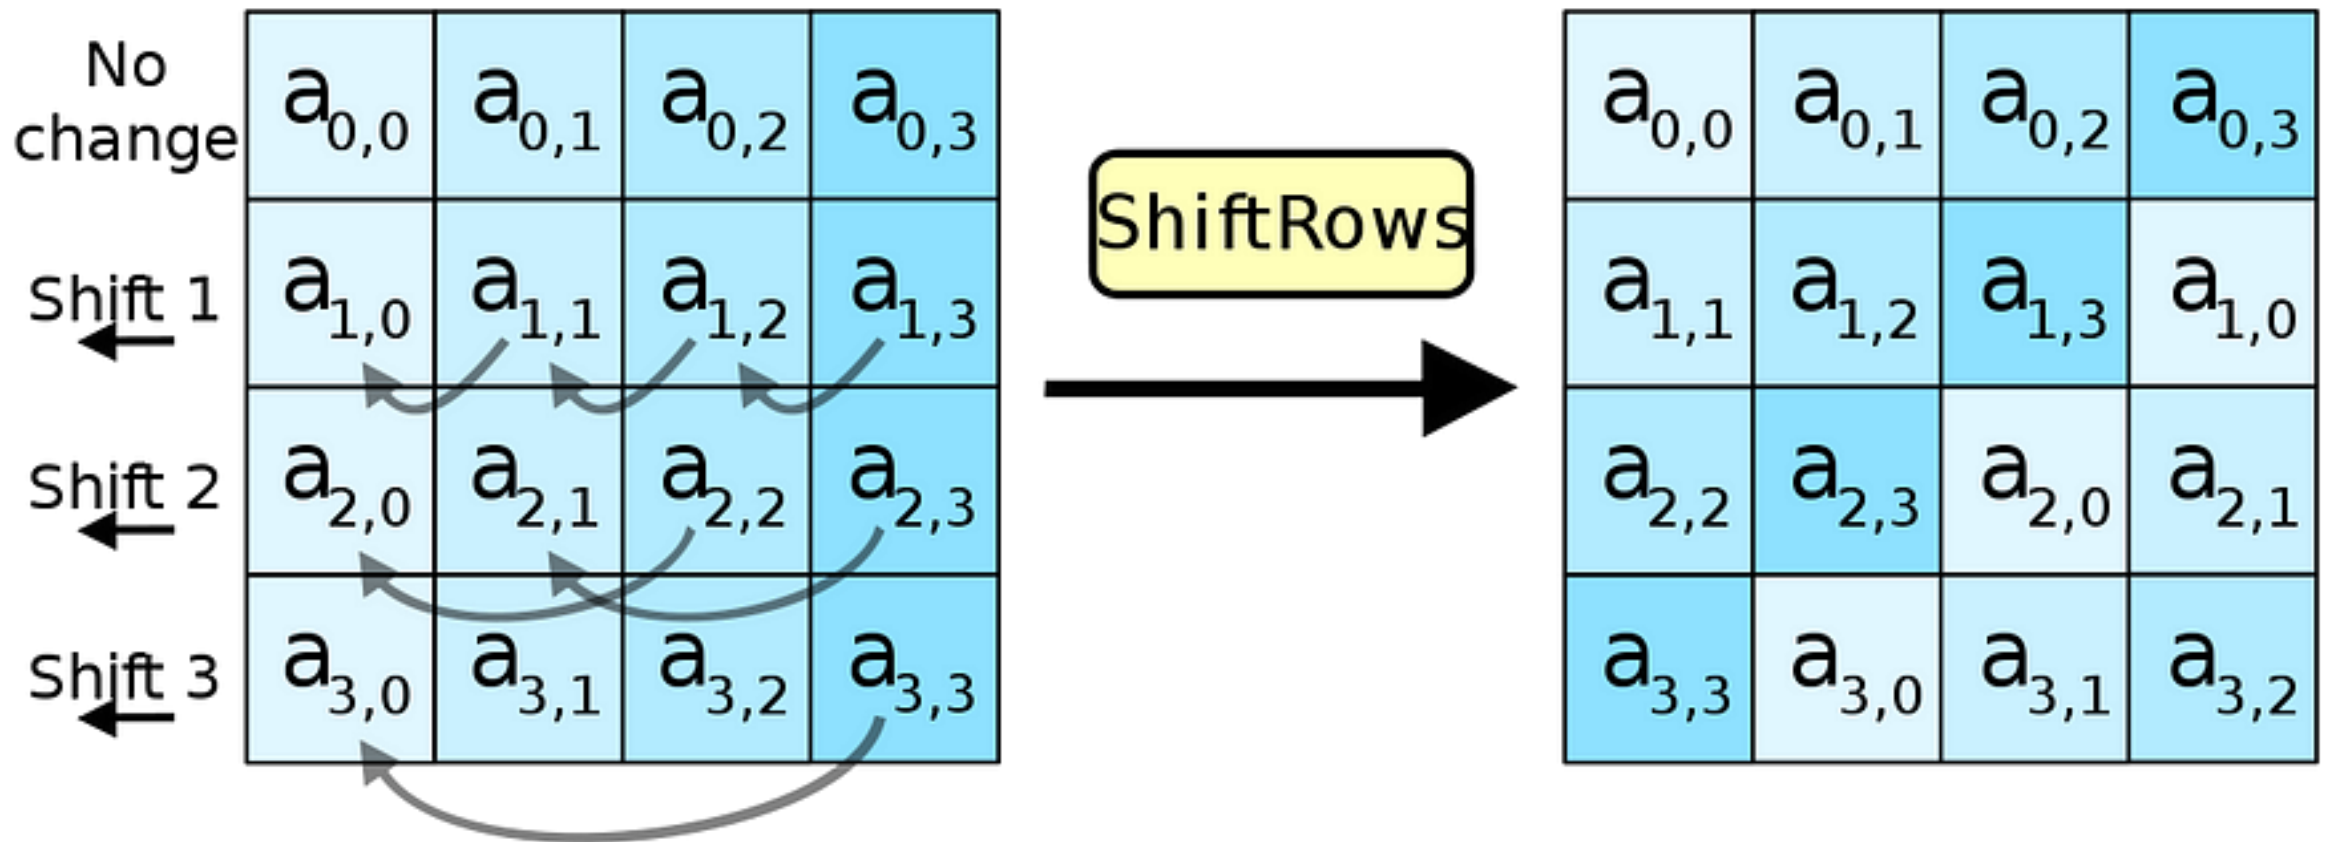 No
change
a0,0 a0,1 a0,2 a0,3
Shift 1
a1,0 a1,1 a1,2 a1,3
Shift 2
a2,0 a2,1 a2,2 a2,3
Shift 3
a3,0 a3,1 a3,2 a3,3
ShiftRows
a0,0 a0,1 a0,2 a0,3
a1,1 a1,2 a1,3 a1,0
a2,2 a2,3 a2,0 a2,1
a3,3 a3,0 a3,1 a3,2